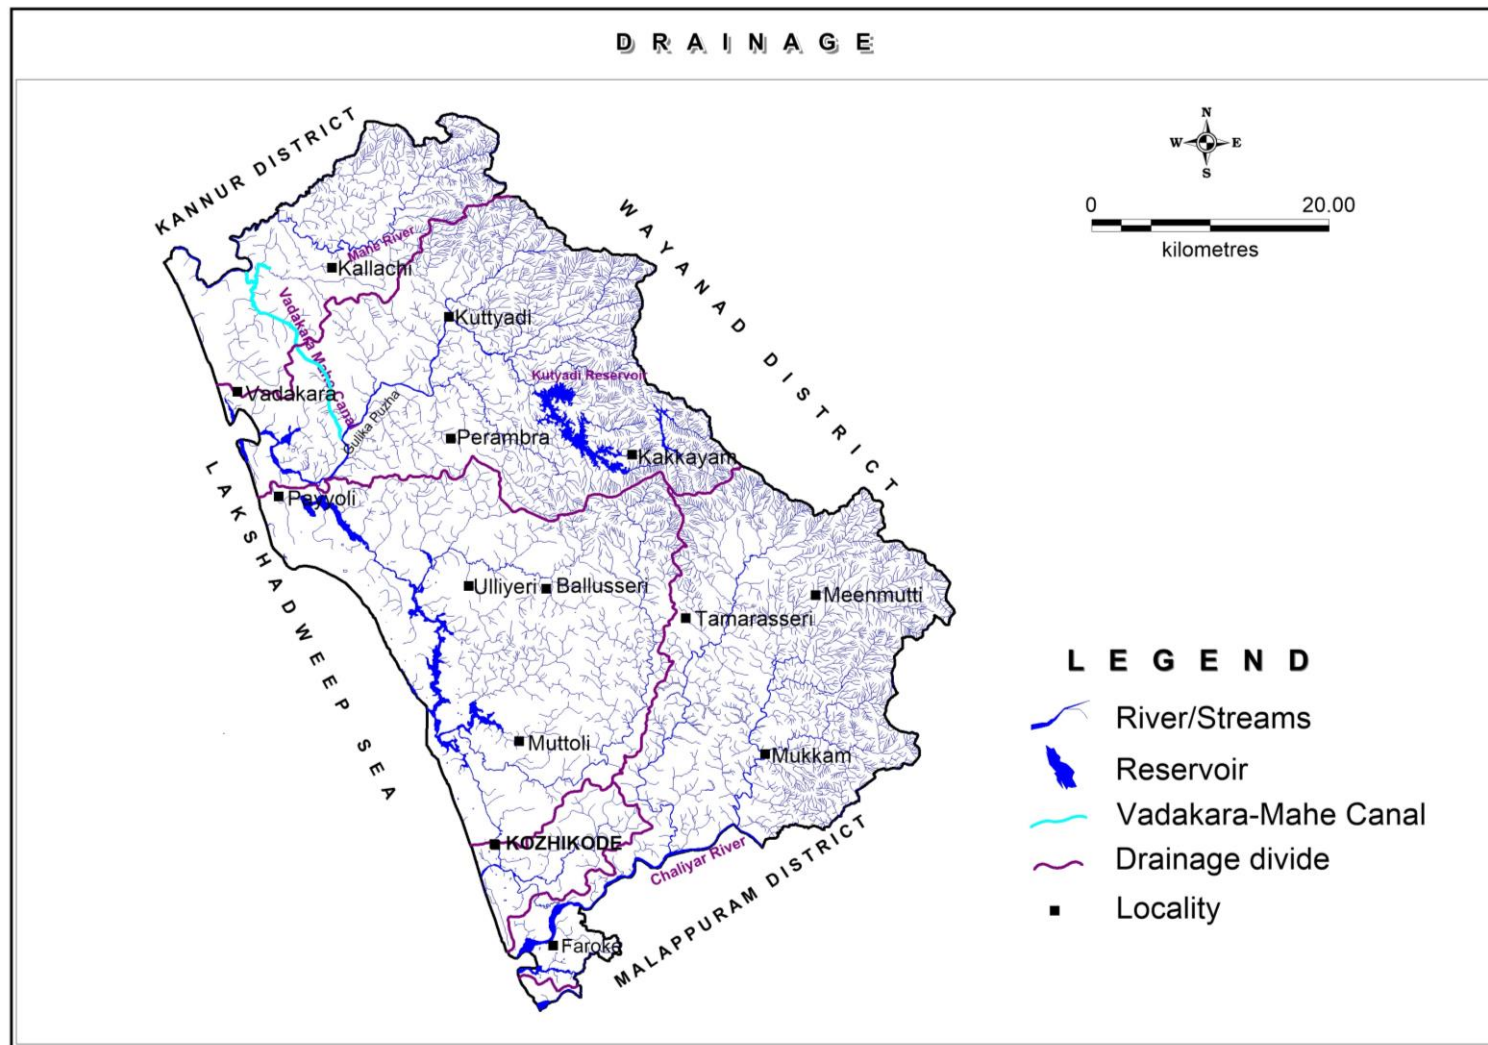 DRAINAGE
N
W E
S
0 20.00
kilometres
KANNUR DISTRICT
WAYANAD DISTRICT
LAKSHADWEEP SEA
MALAPPURAM DISTRICT
Mahe River
Kallachi
Vadakara Mahe Canal
Kuttyadi
Kutyadi Reservoir
Vadakara
Gulika Puzha
Perambra
Kakkayam
Payyoli
Ulliyeri
Ballusseri
Meenmutti
Tamarasseri
Muttoli
Mukkam
KOZHIKODE
Chaliyar River
Faroke
LEGEND
River/Streams
Reservoir
Vadakara-Mahe Canal
Drainage divide
Locality